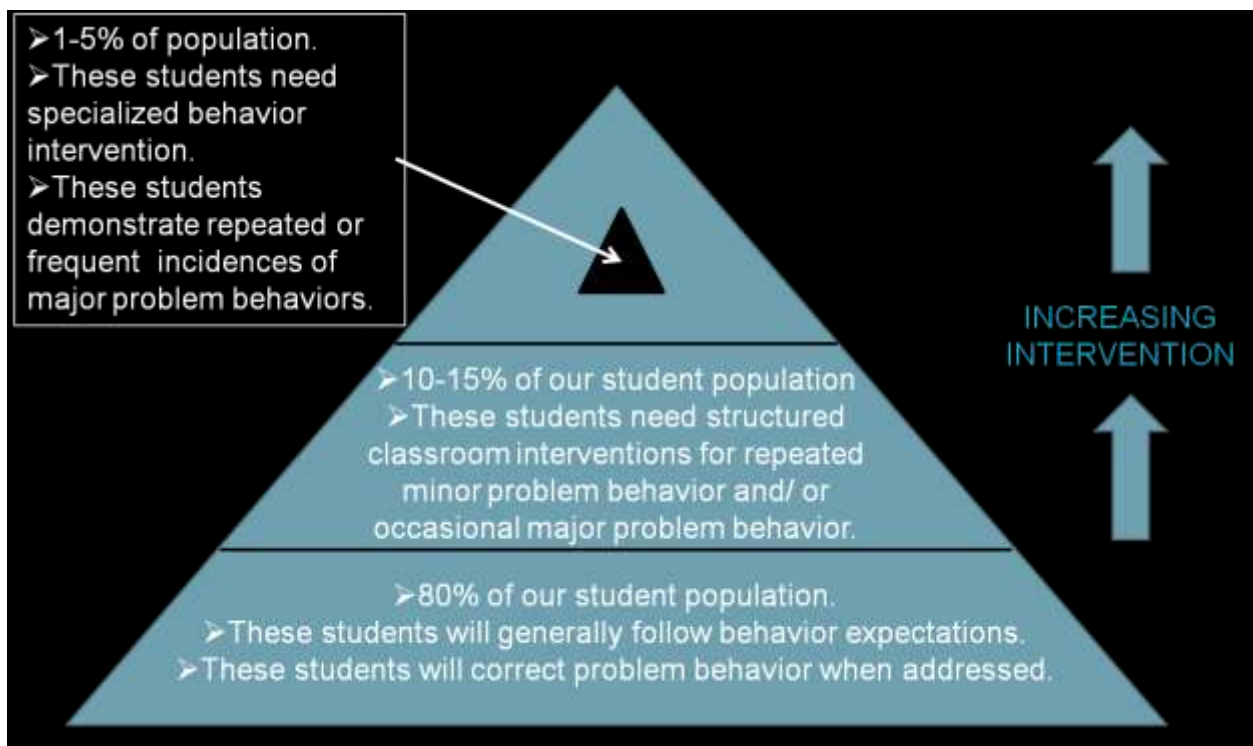 ➢1-5% of population.
➢These students need
specialized behavior
intervention.
➢These students
demonstrate repeated or
frequent incidences of
major problem behaviors.
➢10-15% of our student population
➢These students need structured
classroom interventions for repeated
minor problem behavior and/ or
occasional major problem behavior.
➢80% of our student population.
➢These students will generally follow behavior expectations.
➢These students will correct problem behavior when addressed.
INCREASING
INTERVENTION